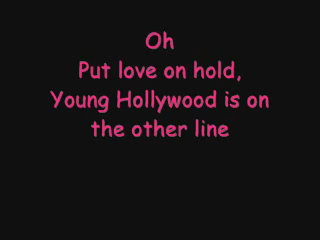 Oh
Put love on hold,
Young Hollywood is on
the other line